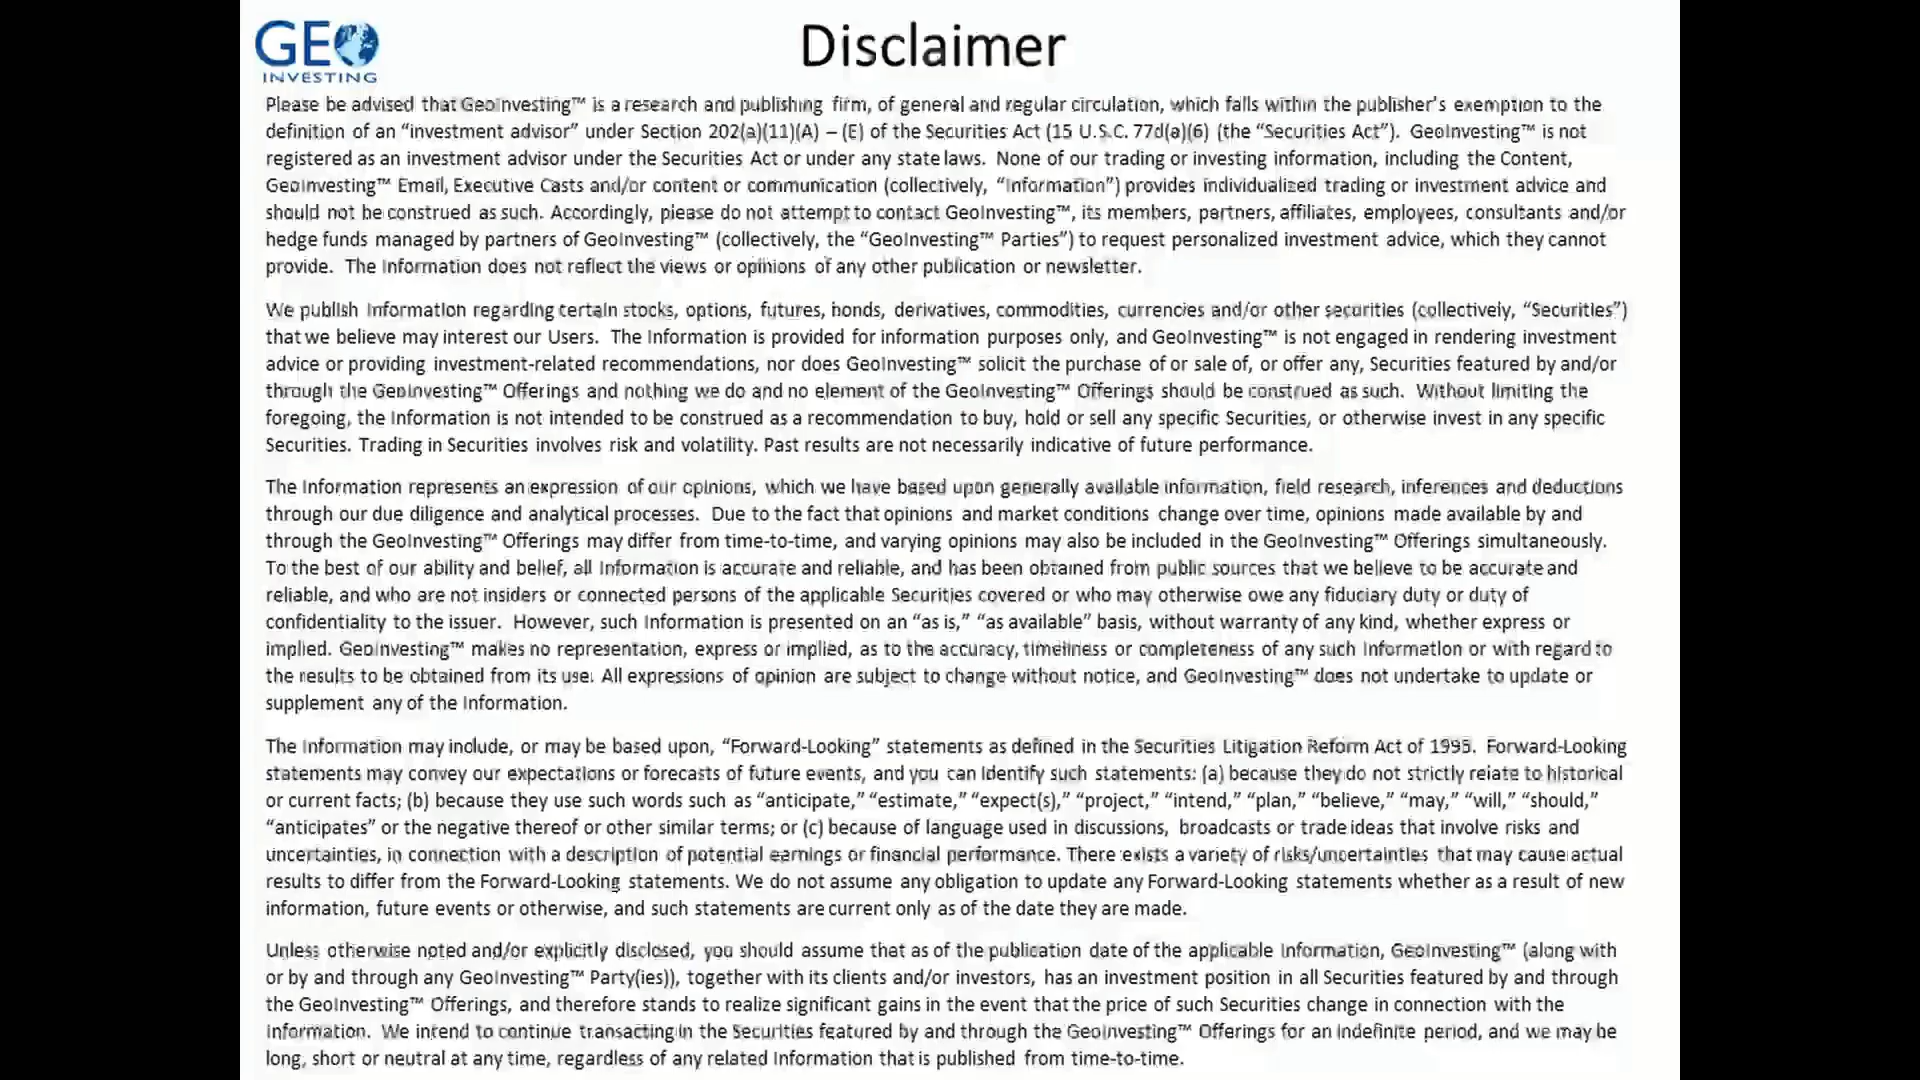 GEO
INVESTING
Disclaimer
Please be advised that GeoInvesting™ is a research and publishing firm, of general and regular circulation, which falls within the publisher's exemption to the
definition of an “investment advisor” under Section 202(a)(11)(A) – (E) of the Securities Act (15 U.S.C. 77d(a)(6) (the “Securities Act”). GeoInvesting™ is not
registered as an investment advisor under the Securities Act or under any state laws. None of our trading or investing information, including the Content,
GeoInvesting™ Email, Executive Casts and/or content or communication (collectively, “Information”) provides individualized trading or investment advice and
should not be construed as such. Accordingly, please do not attempt to contact GeoInvesting™, its members, partners, affiliates, employees, consultants and/or
hedge funds managed by partners of GeoInvesting™ (collectively, the “GeoInvesting™ Parties”) to request personalized investment advice, which they cannot
provide. The Information does not reflect the views or opinions of any other publication or newsletter.
We publish Information regarding certain stocks, options, futures, bonds, derivatives, commodities, currencies and/or other securities (collectively, “Securities”)
that we believe may interest our Users. The Information is provided for information purposes only, and GeoInvesting™ is not engaged in rendering investment
advice or providing investment-related recommendations, nor does GeoInvesting™ solicit the purchase of or sale of, or offer any, Securities featured by and/or
through the GeoInvesting™ Offerings and nothing we do and no element of the GeoInvesting™ Offerings should be construed as such. Without limiting the
foregoing, the Information is not intended to be construed as a recommendation to buy, hold or sell any specific Securities, or otherwise invest in any specific
Securities. Trading in Securities involves risk and volatility. Past results are not necessarily indicative of future performance.
The Information represents an expression of our opinions, which we have based upon generally available information, field research, inferences and deductions
through our due diligence and analytical processes. Due to the fact that opinions and market conditions change over time, opinions made available by and
through the GeoInvesting™ Offerings may differ from time-to-time, and varying opinions may also be included in the GeoInvesting™ Offerings simultaneously.
To the best of our ability and belief, all Information is accurate and reliable, and has been obtained from public sources that we believe to be accurate and
reliable, and who are not insiders or connected persons of the applicable Securities covered or who may otherwise owe any fiduciary duty or duty of
confidentiality to the issuer. However, such Information is presented on an “as is,” “as available” basis, without warranty of any kind, whether express or
implied. GeoInvesting™ makes no representation, express or implied, as to the accuracy, timeliness or completeness of any such Information or with regard to
the results to be obtained from its use. All expressions of opinion are subject to change without notice, and GeoInvesting™ does not undertake to update or
supplement any of the Information.
The Information may include, or may be based upon, “Forward-Looking” statements as defined in the Securities Litigation Reform Act of 1995. Forward-Looking
statements may convey our expectations or forecasts of future events, and you can identify such statements: (a) because they do not strictly relate to historical
or current facts; (b) because they use such words such as “anticipate,” “estimate,” “expect(s),” “project,” “intend,” “plan,” “believe,” “may,” “will,” “should,”
“anticipates” or the negative thereof or other similar terms; or (c) because of language used in discussions, broadcasts or trade ideas that involve risks and
uncertainties, in connection with a description of potential earnings or financial performance. There exists a variety of risks/uncertainties that may cause actual
results to differ from the Forward-Looking statements. We do not assume any obligation to update any Forward-Looking statements whether as a result of new
information, future events or otherwise, and such statements are current only as of the date they are made.
Unless otherwise noted and/or explicitly disclosed, you should assume that as of the publication date of the applicable Information, GeoInvesting™ (along with
or by and through any GeoInvesting™ Party(ies)), together with its clients and/or investors, has an investment position in all Securities featured by and through
the GeoInvesting™ Offerings, and therefore stands to realize significant gains in the event that the price of such Securities change in connection with the
Information. We intend to continue transacting in the Securities featured by and through the GeoInvesting™ Offerings for an indefinite period, and we may be
long, short or neutral at any time, regardless of any related Information that is published from time-to-time.